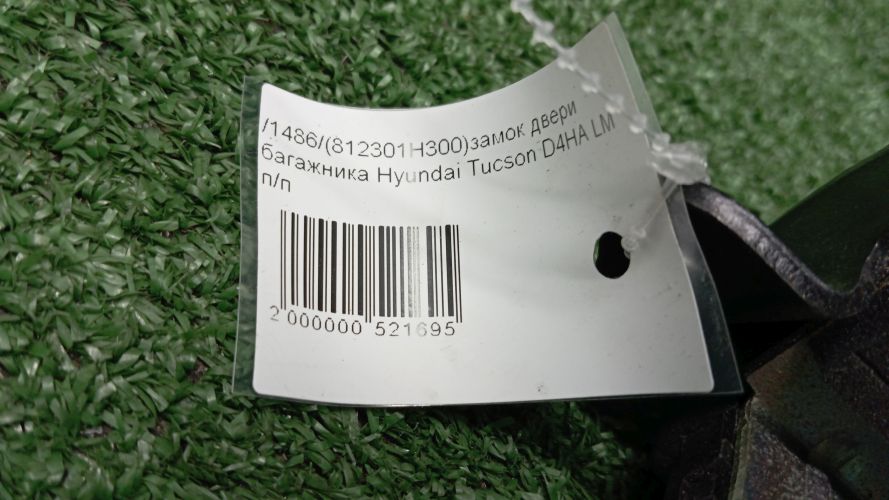 /1486/(812301H300)замок двери
багажника Hyundai Tucson D4HA LM
п/п
2 000000 521695